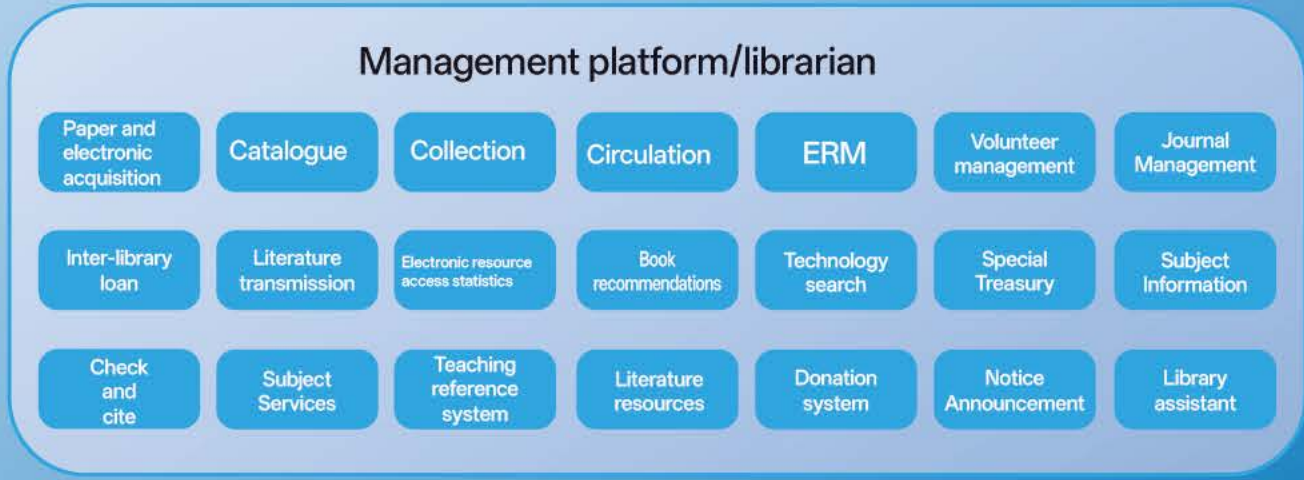 Management platform/librarian
Paper and
electronic
acquisition
Catalogue
Collection
Circulation
ERM
Volunteer
management
Journal
Management
Inter-library
loan
Literature
transmission
Electronic resource
access statistics
Book
recommendations
Technology
search
Special
Treasury
Subject
Information
Check
and
cite
Subject
Services
Teaching
reference
system
Literature
resources
Donation
system
Notice
Announcement
Library
assistant